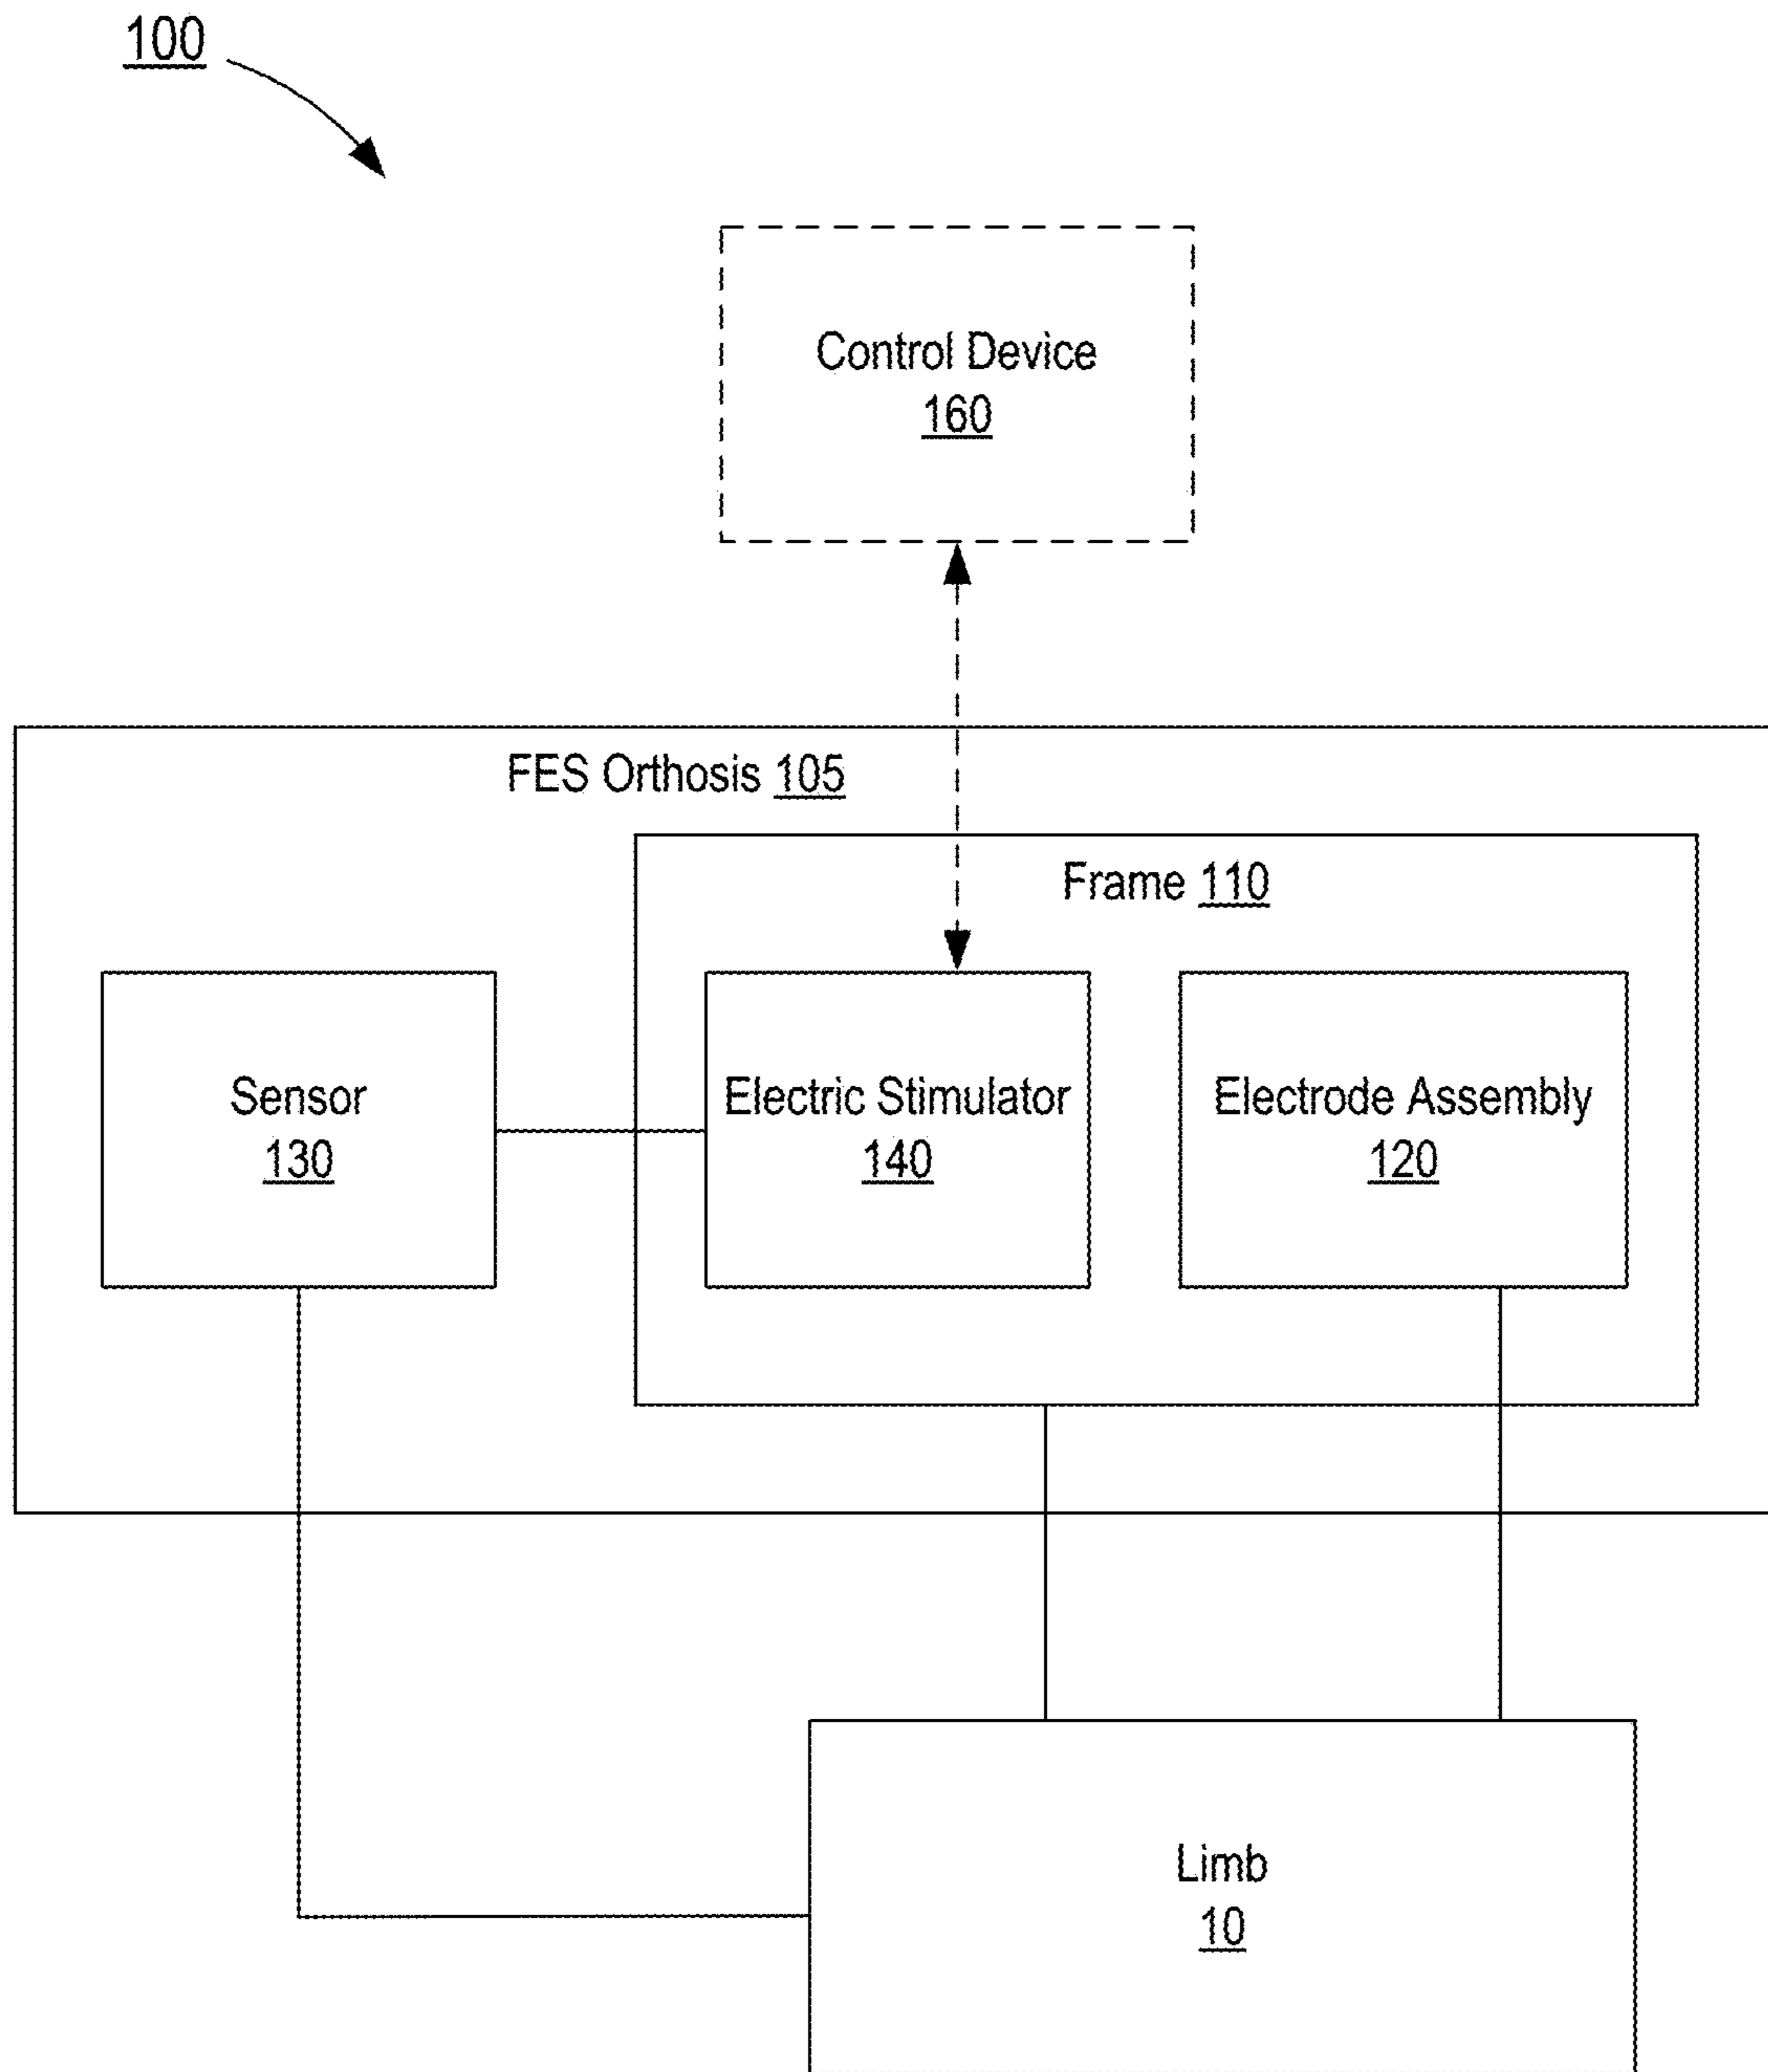 100
Control Device
160
FES Orthosis 105
Frame 110
Sensor
130
Electric Stimulator
140
Electrode Assembly
120
Limb
10